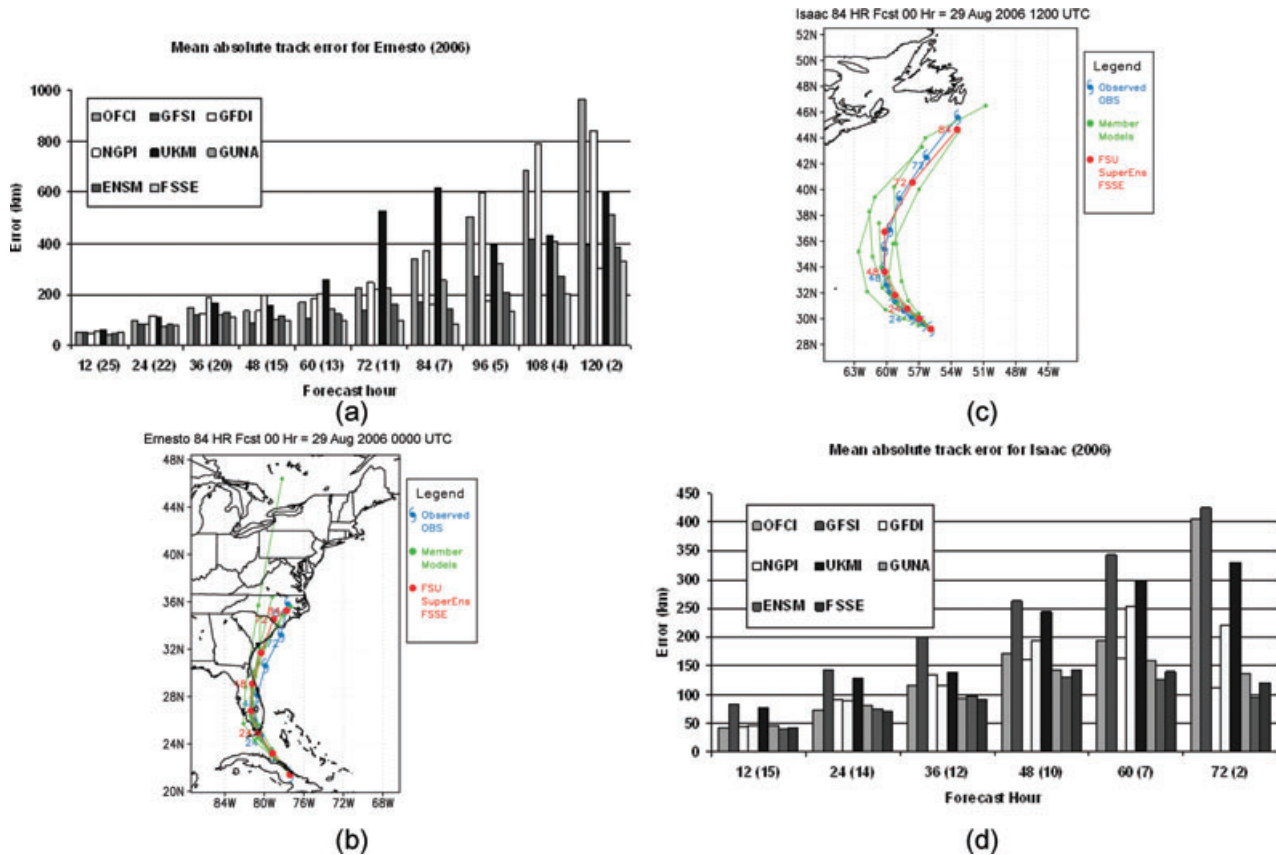 (a)
Mean absolute track error for Ernesto (2006)
1000
800
600
400
200
0
Error (km)
OFCI GFSI GFDI
NGPI UKMI GUNA
ENSM FSSE
12 (25) 24 (22) 36 (20) 48 (15) 60 (13) 72 (11) 84 (7) 96 (5) 108 (4) 120 (2)
Forecast hour
(a)
Ernesto 84 HR Fcst 00 Hr = 29 Aug 2006 0000 UTC
48N
44N
40N
36N
32N
28N
24N
20N
84W 80W 76W 72W 68W
Legend
Observed
OBS
Member
Models
FSU
SuperEns
FSSE
(b)
Isaac 84 HR Fcst 00 Hr = 29 Aug 2006 1200 UTC
52N
50N
48N
46N
44N
42N
40N
38N
36N
34N
32N
30N
28N
84
72
72
48
48
24
24
63W 60W 57W 54W 51W 48W 45W
Legend
Observed
OBS
Member
Models
FSU
SuperEns
FSSE
(c)
Mean absolute track eror for Isaac (2006)
450
400
350
300
250
200
150
100
50
0
Error (km)
OFCI GFSI GFDI
NGPI UKMI GUNA
ENSM FSSE
12 (15) 24 (14) 36 (12) 48 (10) 60 (7) 72 (2)
Forecast Hour
(d)